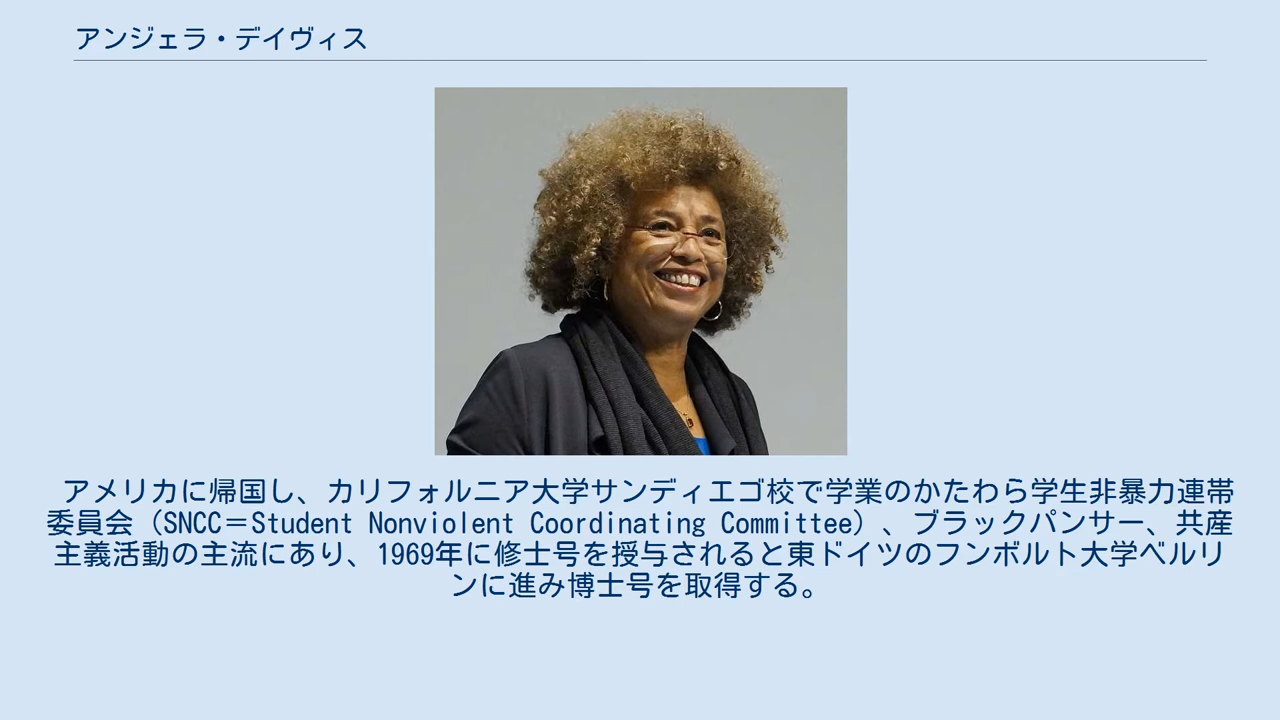 アンジェラ・デイヴィス
アメリカに帰国し、カリフォルニア大学サンディエゴ校で学業のかたわら学生非暴力連帯
委員会（SNCC＝Student Nonviolent Coordinating Committee）、ブラックパンサー、共産
主義活動の主流にあり、1969年に修士号を授与されると東ドイツのフンボルト大学ベルリ
ンに進み博士号を取得する。